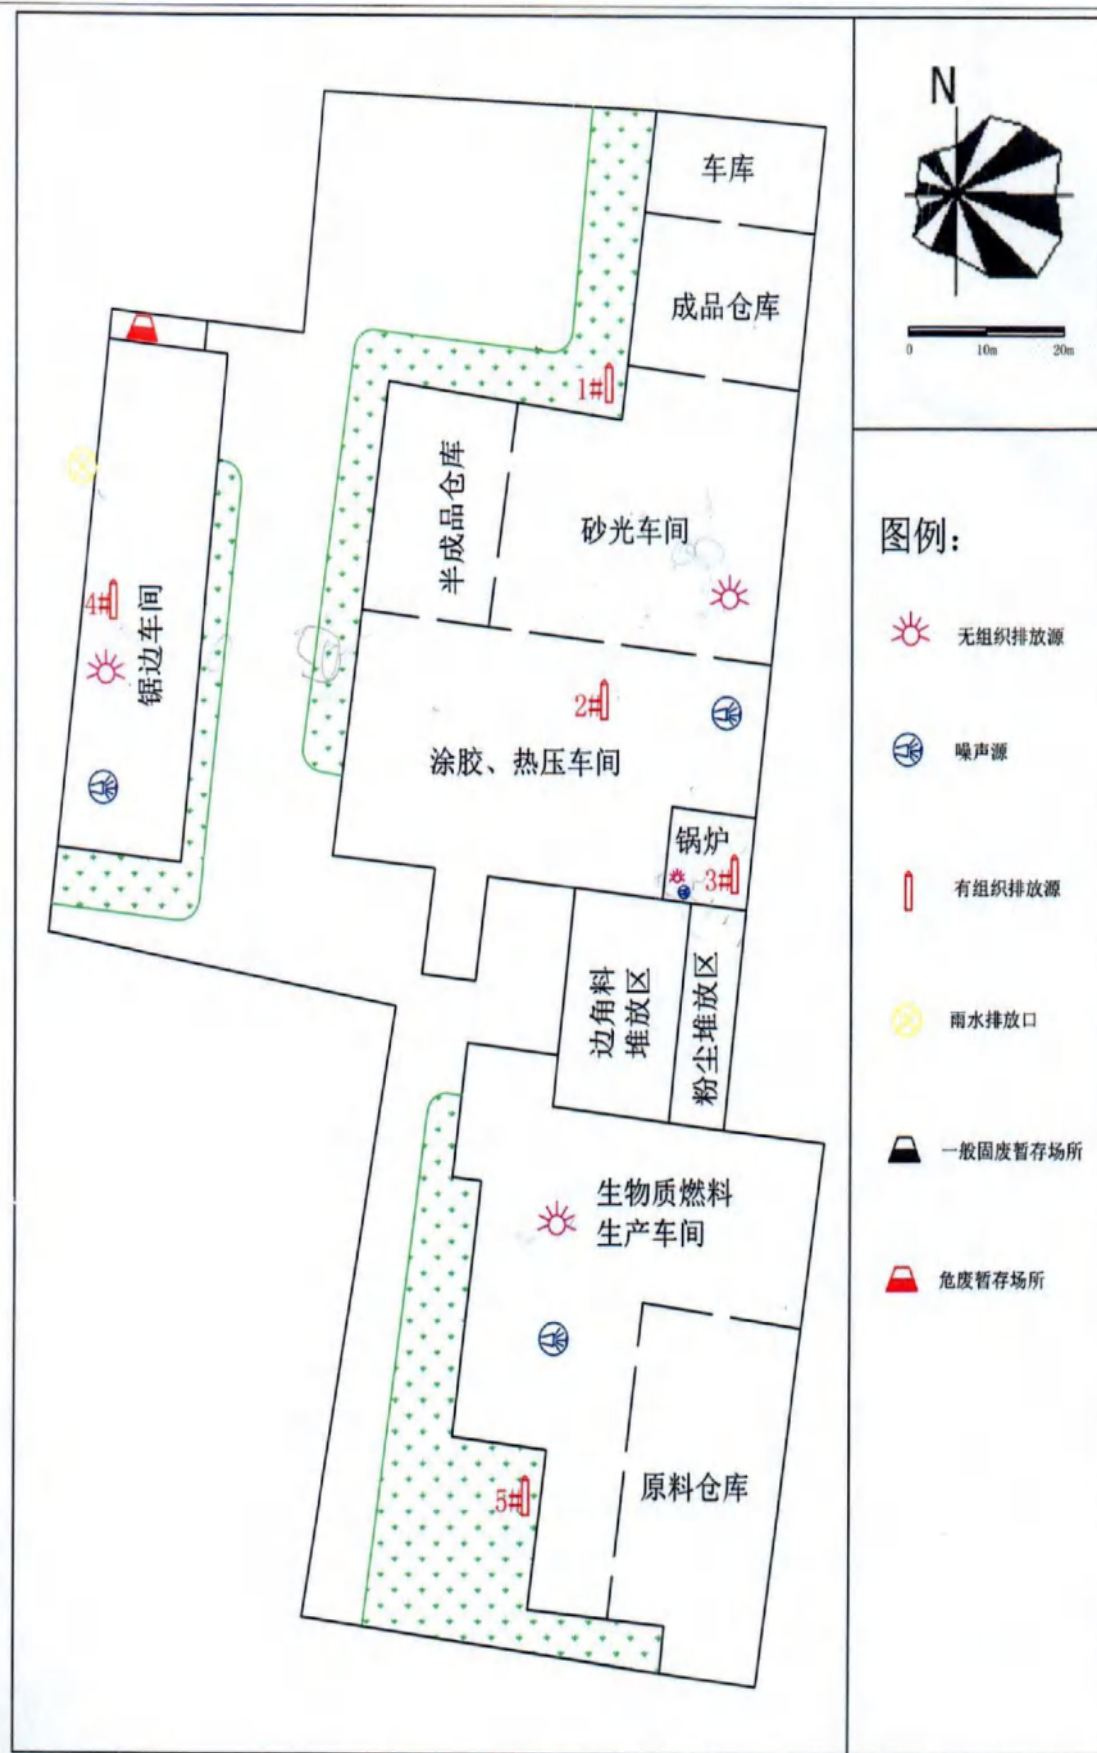 N
车库
0 10m 20m
成品仓库
1#
半成品仓库
砂光车间
图例：
无组织排放源
4#
锯边车间
2#
涂胶、热压车间
噪声源
锅炉
3#
有组织排放源
边角料
堆放区
粉尘堆放区
雨水排放口
一般固废暂存场所
生物质燃料
生产车间
危废暂存场所
原料仓库
5#